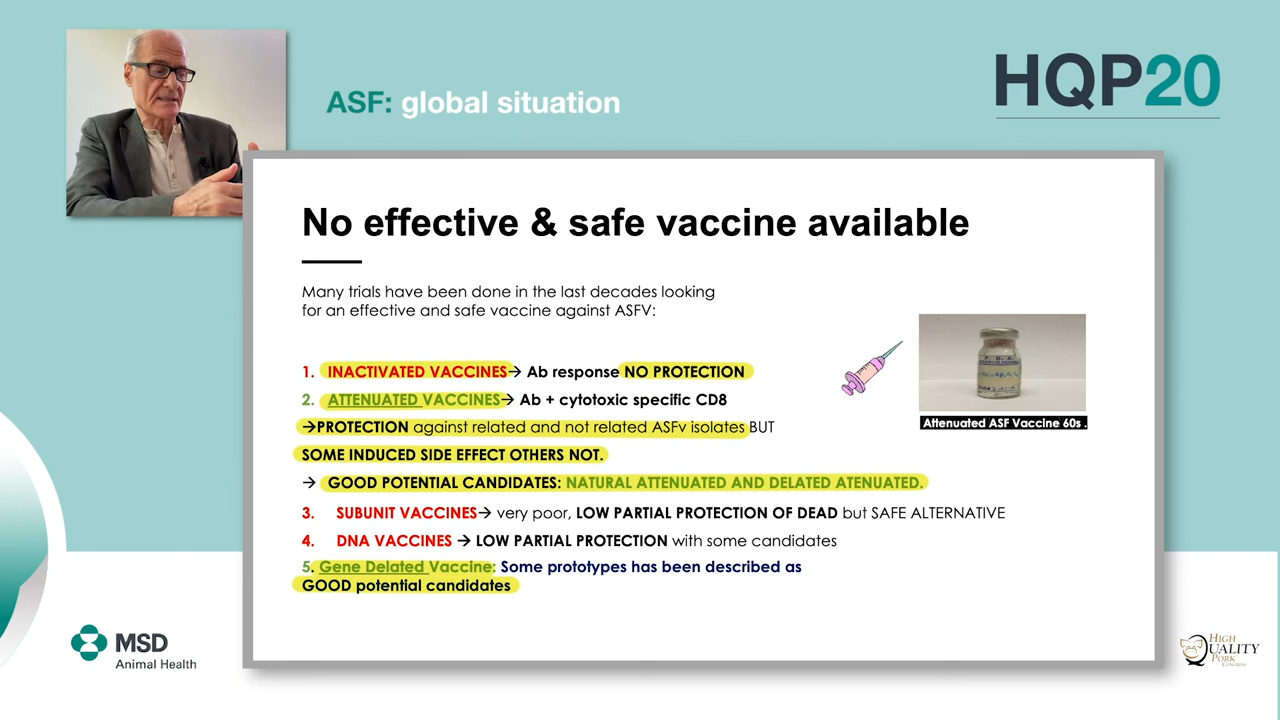 ASF: global situation
HQP20
No effective & safe vaccine available
Many trials have been done in the last decades looking
for an effective and safe vaccine against ASFV:
1. INACTIVATED VACCINES→ Ab response NO PROTECTION
2. ATTENUATED VACCINES→ Ab + cytotoxic specific CD8
→PROTECTION against related and not related ASFv isolates BUT
SOME INDUCED SIDE EFFECT OTHERS NOT.
→ GOOD POTENTIAL CANDIDATES: NATURAL ATTENUATED AND DELATED ATENUATED.
3. SUBUNIT VACCINES→ very poor, LOW PARTIAL PROTECTION OF DEAD but SAFE ALTERNATIVE
4. DNA VACCINES → LOW PARTIAL PROTECTION with some candidates
5. Gene Delated Vaccine: Some prototypes has been described as
GOOD potential candidates
Attenuated ASF Vaccine 60s .
MSD
Animal Health
HIGH
QUALITY
PORK
CONGRESS